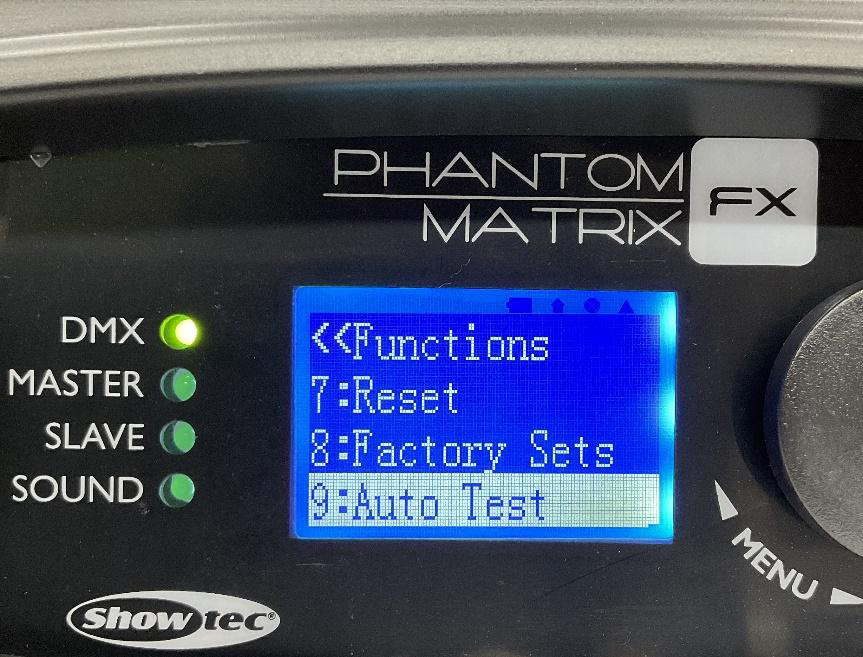 PHANTOM
MATRIX
FX
DMX
MASTER
SLAVE
SOUND
<<Functions
7:Reset
8:Factory Sets
9:Auto Test
MENU
Showtec®